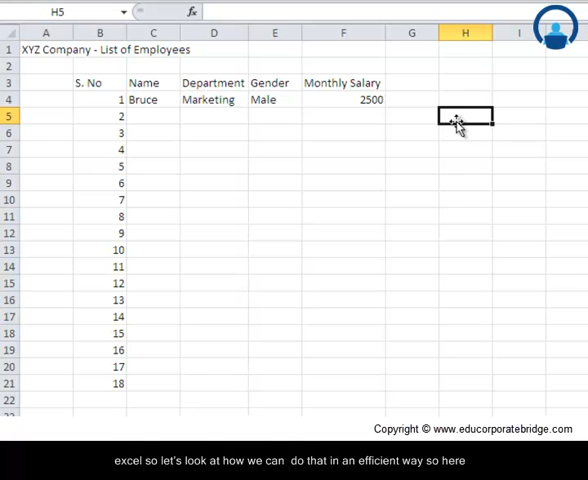 H5 fx
A B C D E F G H I
1 XYZ Company - List of Employees
2
3 S. No Name Department Gender Monthly Salary
4 1 Bruce Marketing Male 2500
5 2
6 3
7 4
8 5
9 6
10 7
11 8
12 9
13 10
14 11
15 12
16 13
17 14
18 15
19 16
20 17
21 18
22
Copyright © www.educorporatebridge.com
excel so let's look at how we can do that in an efficient way so here